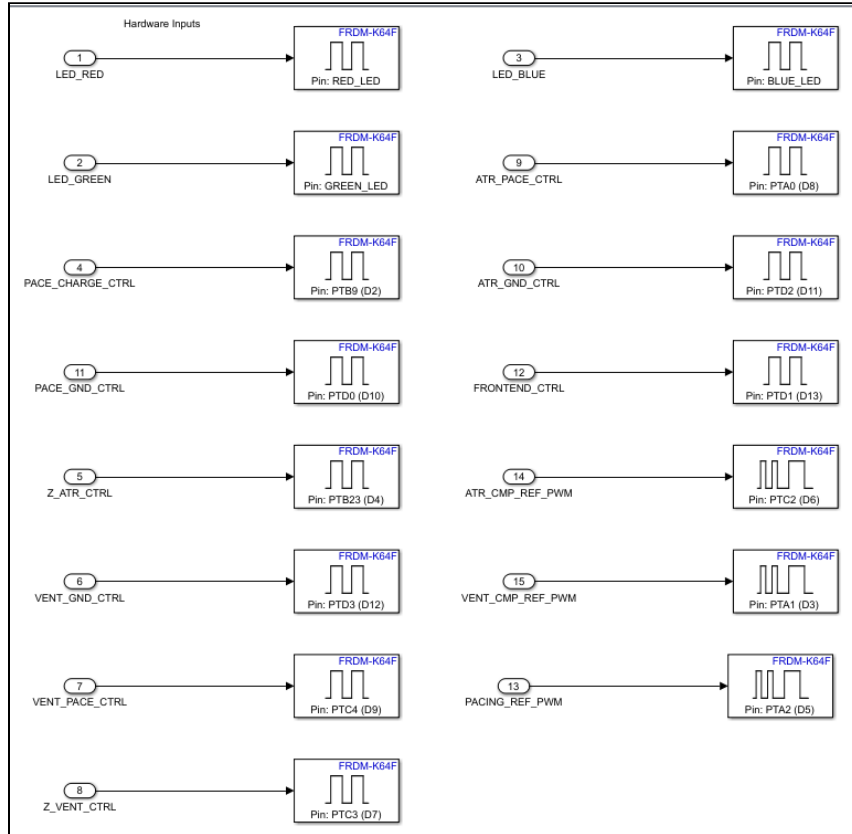 Hardware Inputs
FRDM-K64F
1
LED_RED
Pin: RED_LED
FRDM-K64F
3
LED_BLUE
Pin: BLUE_LED
FRDM-K64F
2
LED_GREEN
Pin: GREEN_LED
FRDM-K64F
9
ATR_PACE_CTRL
Pin: PTA0 (D8)
FRDM-K64F
4
PACE_CHARGE_CTRL
Pin: PTB9 (D2)
FRDM-K64F
10
ATR_GND_CTRL
Pin: PTD2 (D11)
FRDM-K64F
11
PACE_GND_CTRL
Pin: PTD0 (D10)
FRDM-K64F
12
FRONTEND_CTRL
Pin: PTD1 (D13)
FRDM-K64F
5
Z_ATR_CTRL
Pin: PTB23 (D4)
FRDM-K64F
14
ATR_CMP_REF_PWM
Pin: PTC2 (D6)
FRDM-K64F
6
VENT_GND_CTRL
Pin: PTD3 (D12)
FRDM-K64F
15
VENT_CMP_REF_PWM
Pin: PTA1 (D3)
FRDM-K64F
7
VENT_PACE_CTRL
Pin: PTC4 (D9)
FRDM-K64F
13
PACING_REF_PWM
Pin: PTA2 (D5)
FRDM-K64F
8
Z_VENT_CTRL
Pin: PTC3 (D7)